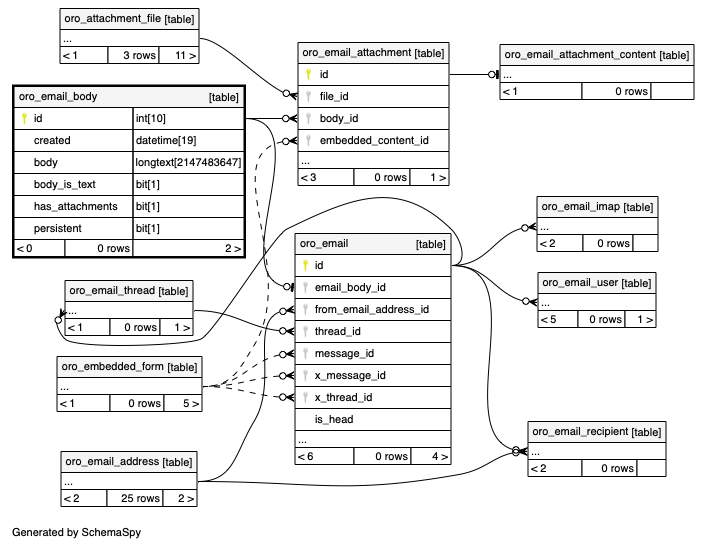 oro_attachment_file [table]
...
< 1 3 rows 11 >
oro_email_attachment [table]
id
file_id
body_id
embedded_content_id
...
< 3 0 rows 1 >
oro_email_attachment_content [table]
...
< 1 0 rows
oro_email_body [table]
id int[10]
created datetime[19]
body longtext[2147483647]
body_is_text bit[1]
has_attachments bit[1]
persistent bit[1]
< 0 0 rows 2 >
oro_email_imap [table]
...
< 2 0 rows
oro_email [table]
id
email_body_id
from_email_address_id
thread_id
message_id
x_message_id
x_thread_id
is_head
...
< 6 0 rows 4 >
oro_email_user [table]
...
< 5 0 rows 1 >
oro_email_thread [table]
...
< 1 0 rows 1 >
oro_embedded_form [table]
...
< 1 0 rows 5 >
oro_email_recipient [table]
...
< 2 0 rows
oro_email_address [table]
...
< 2 25 rows 2 >
Generated by SchemaSpy